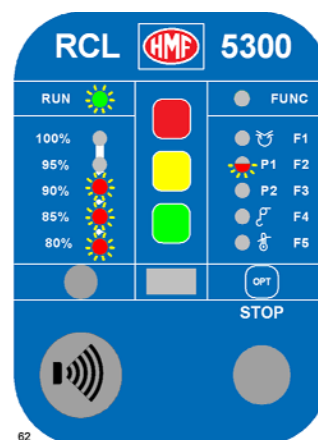 RCL HMF 5300
RUN FUNC
100% F1
95% P1 F2
90% P2 F3
85% F4
80% F5
OPT
STOP
62